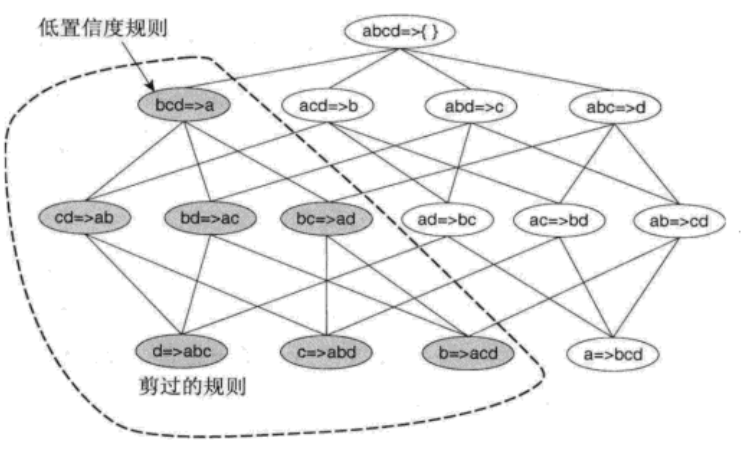 低置信度规则
abcd=>{ }
bcd=>a
acd=>b
abd=>c
abc=>d
cd=>ab
bd=>ac
bc=>ad
ad=>bc
ac=>bd
ab=>cd
d=>abc
c=>abd
b=>acd
a=>bcd
剪过的规则